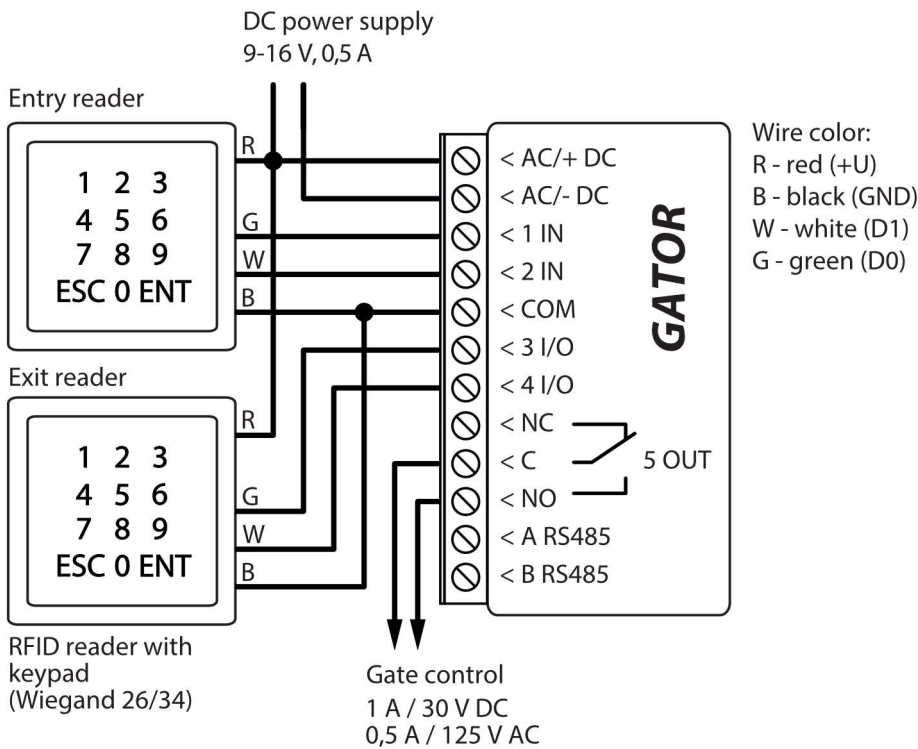 DC power supply
9-16 V, 0,5 A
Entry reader
1 2 3
4 5 6
7 8 9
ESC 0 ENT
R
G
W
B
Exit reader
1 2 3
4 5 6
7 8 9
ESC 0 ENT
R
G
W
B
RFID reader with
keypad
(Wiegand 26/34)
< AC/+ DC
< AC/- DC
< 1 IN
< 2 IN
< COM
< 3 I/O
< 4 I/O
< NC
< C
< NO
< A RS485
< B RS485
5 OUT
GATOR
Wire color:
R - red (+U)
B - black (GND)
W - white (D1)
G - green (D0)
Gate control
1 A / 30 V DC
0,5 A / 125 V AC